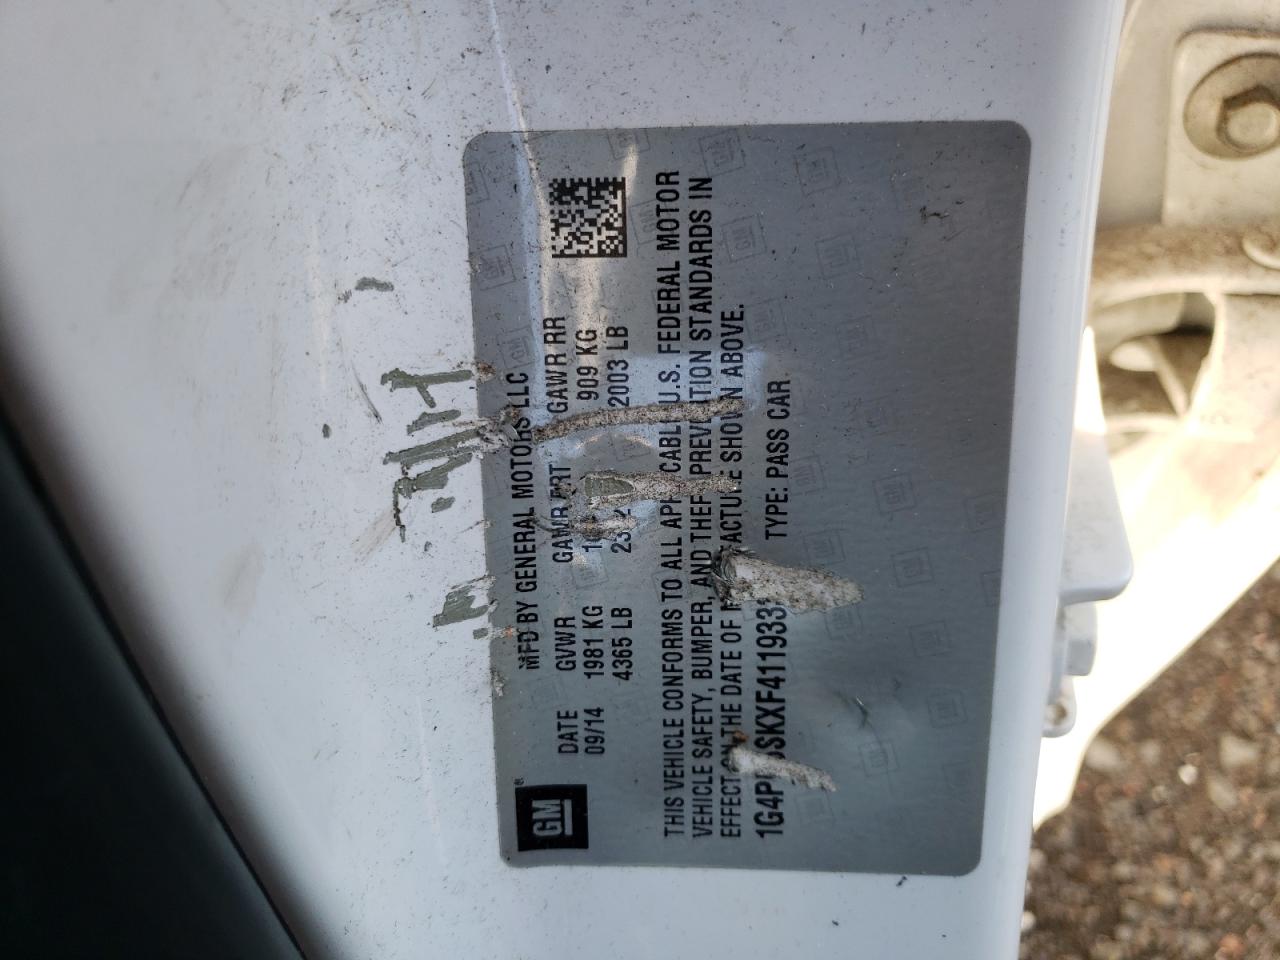 GM
MFD BY GENERAL MOTORS LLC
DATE GVWR GAWR FRT GAWR RR
09/14 1981 KG 909 KG
4365 LB 2003 LB
THIS VEHICLE CONFORMS TO ALL U.S. FEDERAL MOTOR
VEHICLE SAFETY, BUMPER, AND THEFT PREVENTION STANDARDS IN
EFFECT ON THE DATE OF SHOWN ABOVE.
TYPE: PASS CAR